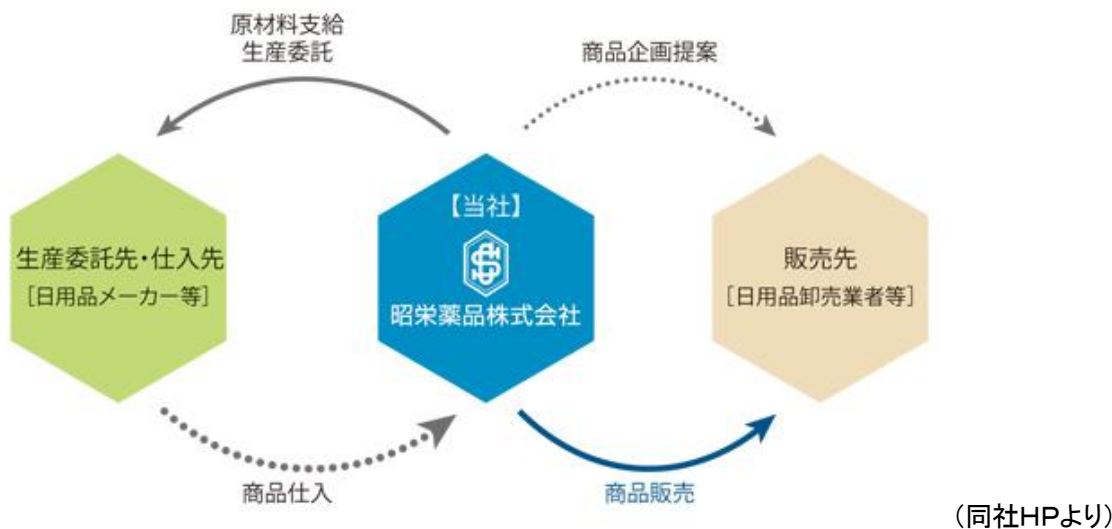 原材料支給
生産委託
商品企画提案
生産委託先・仕入先
[日用品メーカー等]
【当社】
昭栄薬品株式会社
販売先
[日用品卸売業者等]
商品仕入
商品販売
(同社HPより)